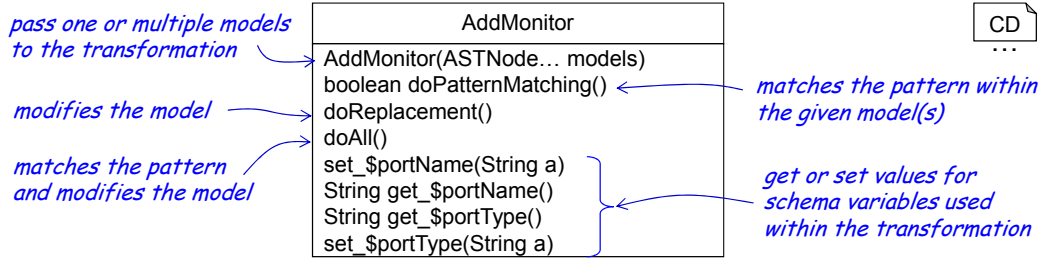 pass one or multiple models
to the transformation
modifies the model
matches the pattern
and modifies the model
AddMonitor
AddMonitor(ASTNode... models)
boolean doPatternMatching()
doReplacement()
doAll()
set_$portName(String a)
String get_$portName()
String get_$portType()
set_$portType(String a)
CD
...
matches the pattern within
the given model(s)
get or set values for
schema variables used
within the transformation